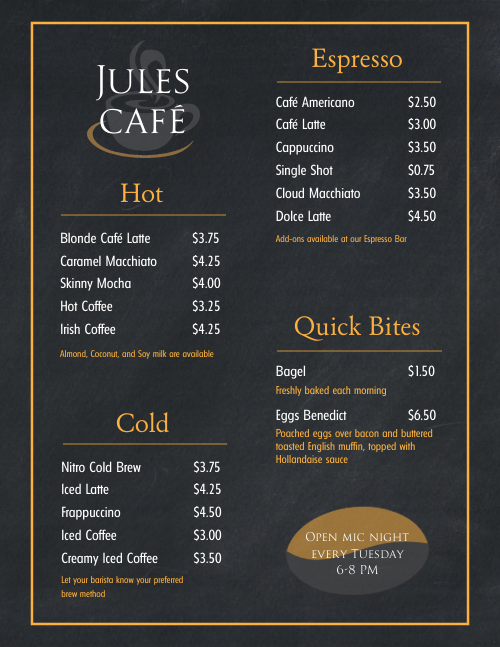 Jules
Café
Hot
Blonde Café Latte $3.75
Caramel Macchiato $4.25
Skinny Mocha $4.00
Hot Coffee $3.25
Irish Coffee $4.25
Almond, Coconut, and Soy milk are available
Cold
Nitro Cold Brew $3.75
Iced Latte $4.25
Frappuccino $4.50
Iced Coffee $3.00
Creamy Iced Coffee $3.50
Let your barista know your preferred
brew method
Espresso
Café Americano $2.50
Café Latte $3.00
Cappuccino $3.50
Single Shot $0.75
Cloud Macchiato $3.50
Dolce Latte $4.50
Add-ons available at our Espresso Bar
Quick Bites
Bagel $1.50
Freshly baked each morning
Eggs Benedict $6.50
Poached eggs over bacon and buttered
toasted English muffin, topped with
Hollandaise sauce
Open mic night
every Tuesday
6-8 PM